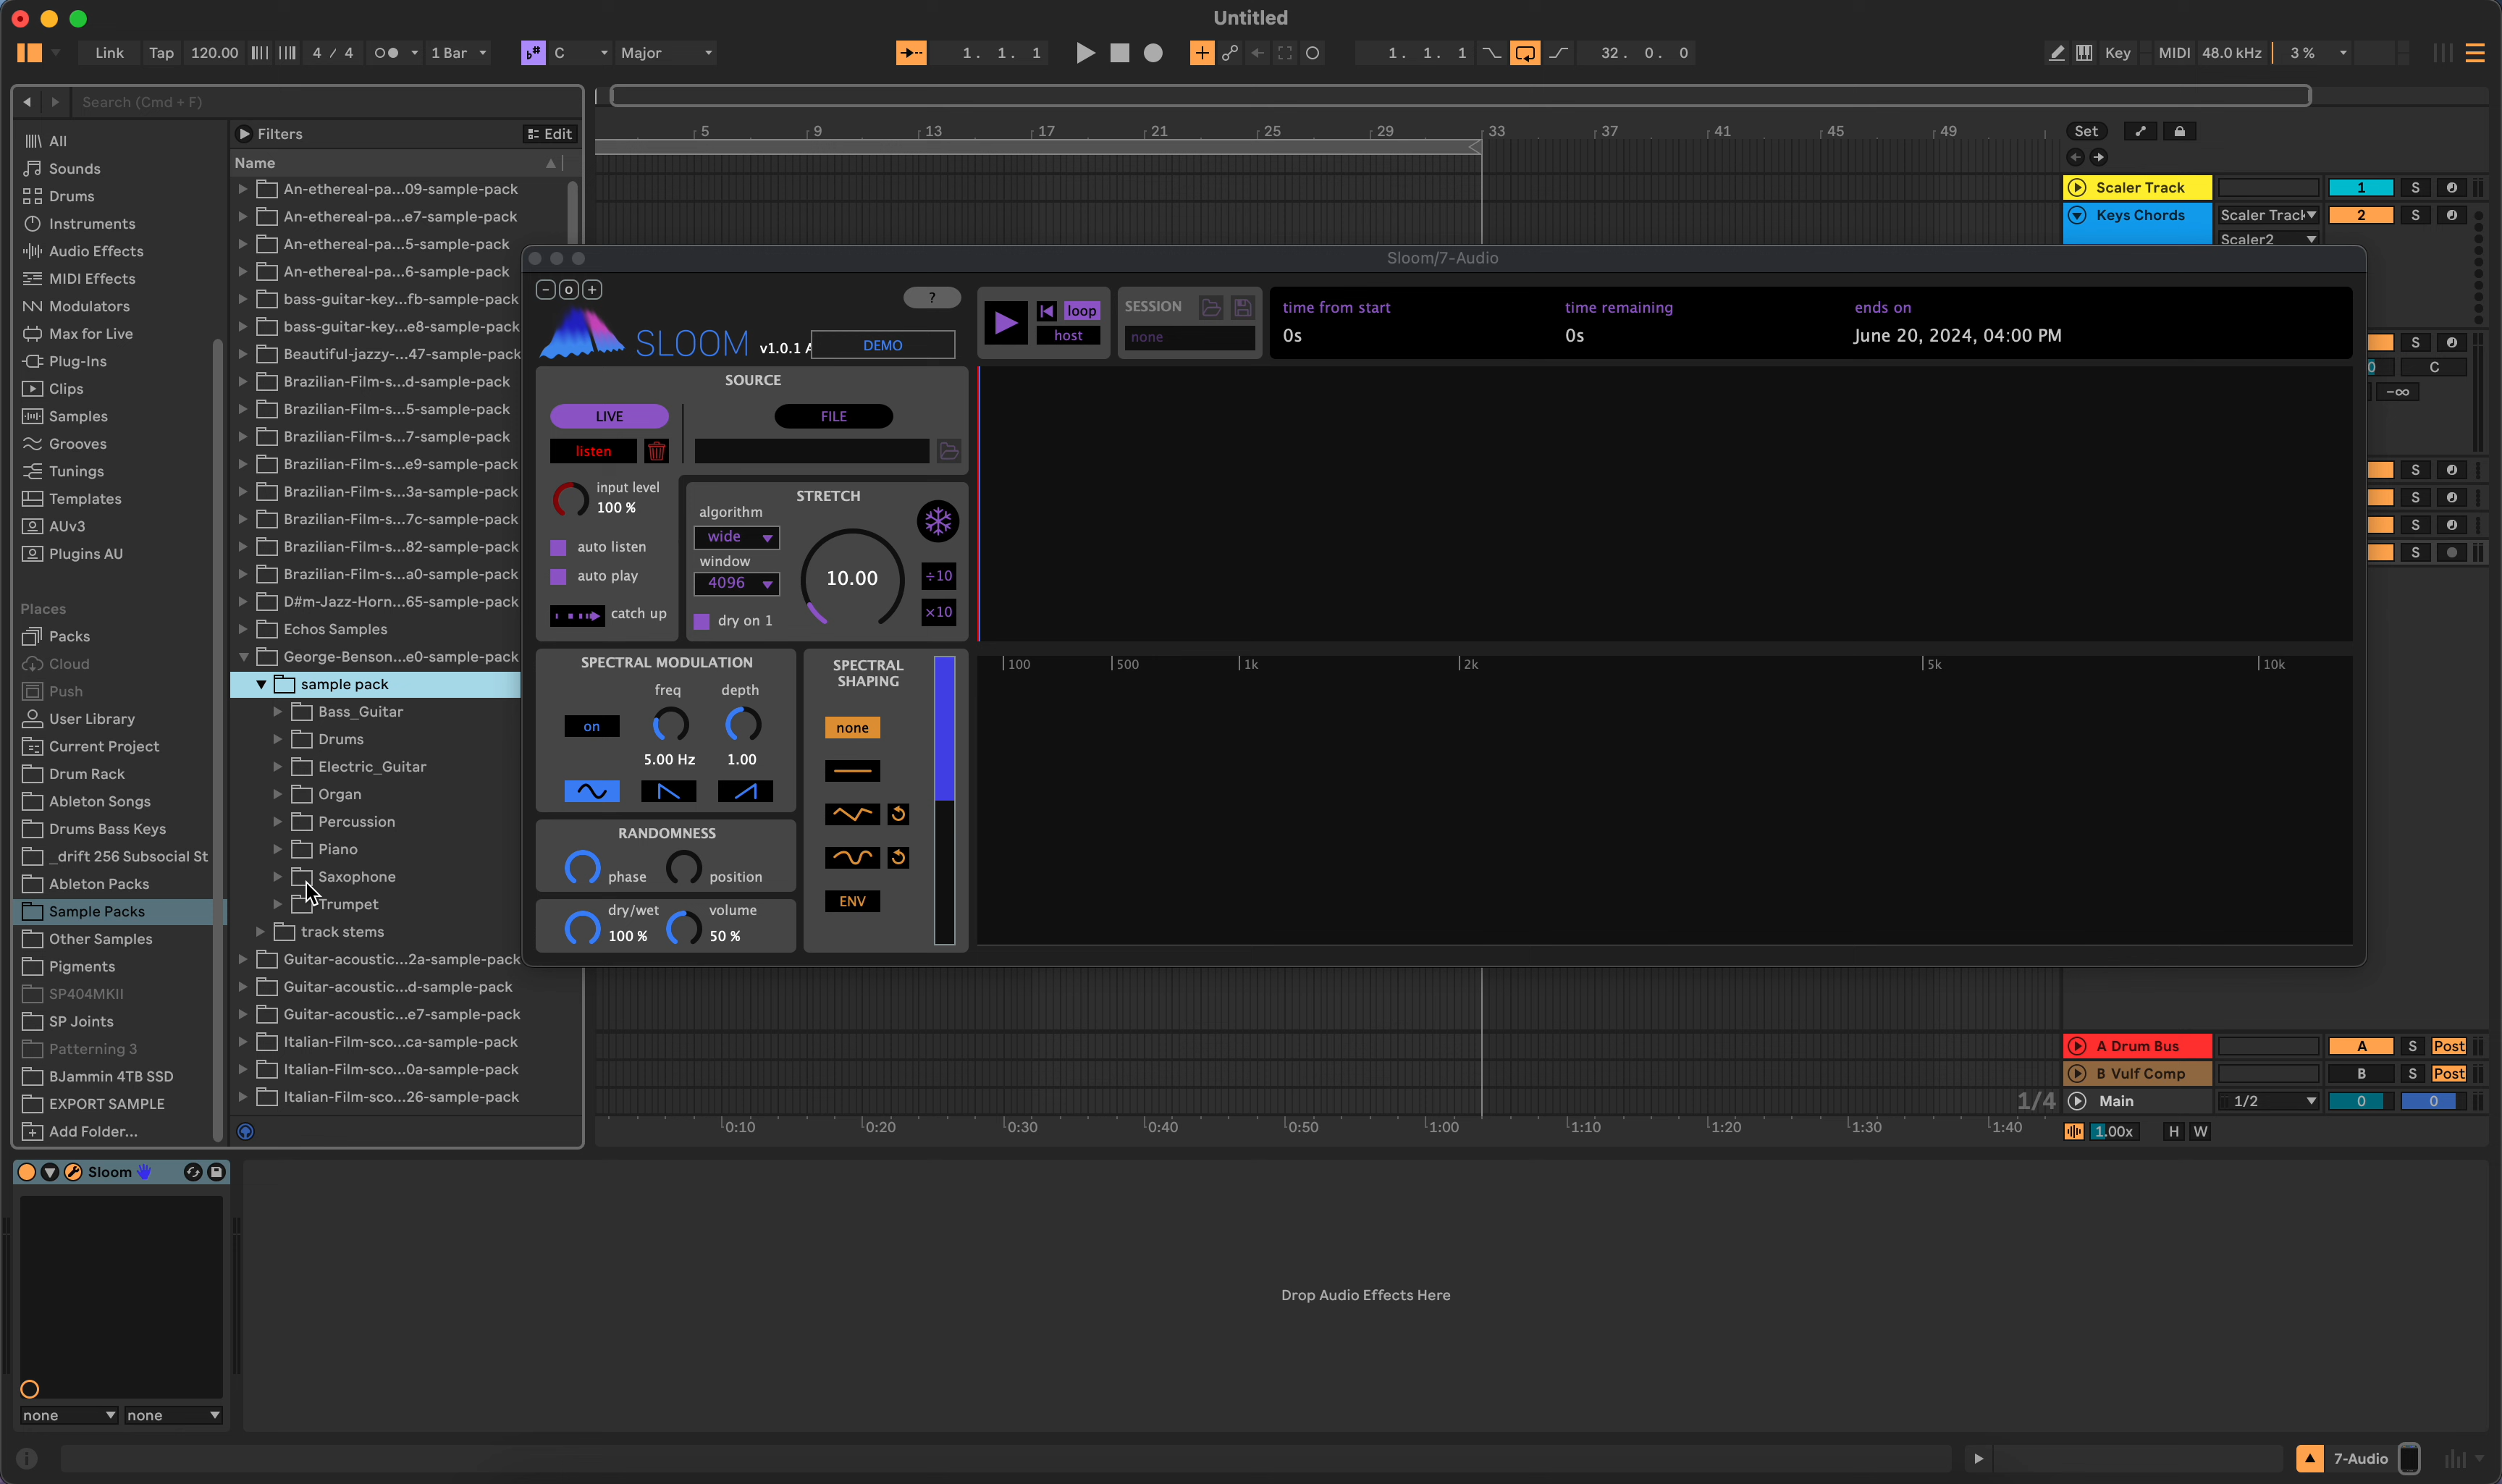 Untitled
Link Tap 120.00 4 / 4 1 Bar C Major 1. 1. 1 1. 1. 1 32. 0. 0 Key MIDI 48.0 kHz 3 %
Search (Cmd + F)
All
Sounds
Drums
Instruments
Audio Effects
MIDI Effects
Modulators
Max for Live
Plug-Ins
Clips
Samples
Grooves
Tunings
Templates
AUv3
Plugins AU
Places
Packs
Cloud
Push
User Library
Current Project
Drum Rack
Ableton Songs
Drums Bass Keys
_drift 256 Subsocial St
Ableton Packs
Sample Packs
Other Samples
Pigments
SP404MKII
SP Joints
Patterning 3
BJammin 4TB SSD
EXPORT SAMPLE
Add Folder...
Filters Edit
Name
An-ethereal-pa...09-sample-pack
An-ethereal-pa...e7-sample-pack
An-ethereal-pa...5-sample-pack
An-ethereal-pa...6-sample-pack
bass-guitar-key...fb-sample-pack
bass-guitar-key...e8-sample-pack
Beautiful-jazzy-...47-sample-pack
Brazilian-Film-s...d-sample-pack
Brazilian-Film-s...5-sample-pack
Brazilian-Film-s...7-sample-pack
Brazilian-Film-s...e9-sample-pack
Brazilian-Film-s...3a-sample-pack
Brazilian-Film-s...7c-sample-pack
Brazilian-Film-s...82-sample-pack
Brazilian-Film-s...a0-sample-pack
D#m-Jazz-Horn...65-sample-pack
Echos Samples
George-Benson...e0-sample-pack
sample pack
Bass_Guitar
Drums
Electric_Guitar
Organ
Percussion
Piano
Saxophone
Trumpet
track stems
Guitar-acoustic...2a-sample-pack
Guitar-acoustic...d-sample-pack
Guitar-acoustic...e7-sample-pack
Italian-Film-sco...ca-sample-pack
Italian-Film-sco...0a-sample-pack
Italian-Film-sco...26-sample-pack
5 9 13 17 21 25 29 33 37 41 45 49
Set
Scaler Track 1 S
Keys Chords Scaler Track 2 S
Scaler2
S
0 C
-∞
S
S
S
S
Sloom/7-Audio
- o +
?
SLOOM v1.0.1 A DEMO
loop
host
SESSION
none
time from start time remaining ends on
0s 0s June 20, 2024, 04:00 PM
SOURCE
LIVE FILE
listen
input level
100 %
auto listen
auto play
catch up
STRETCH
algorithm
wide
window
4096
dry on 1
10.00
÷10
×10
SPECTRAL MODULATION
freq depth
on
5.00 Hz 1.00
RANDOMNESS
phase position
dry/wet volume
100 % 50 %
SPECTRAL
SHAPING
none
ENV
100 500 1k 2k 5k 10k
A Drum Bus A S Post
B Vulf Comp B S Post
1/4 Main 1/2 0 0
0:10 0:20 0:30 0:40 0:50 1:00 1:10 1:20 1:30 1:40
1.00x H W
Sloom
none none
Drop Audio Effects Here
7-Audio